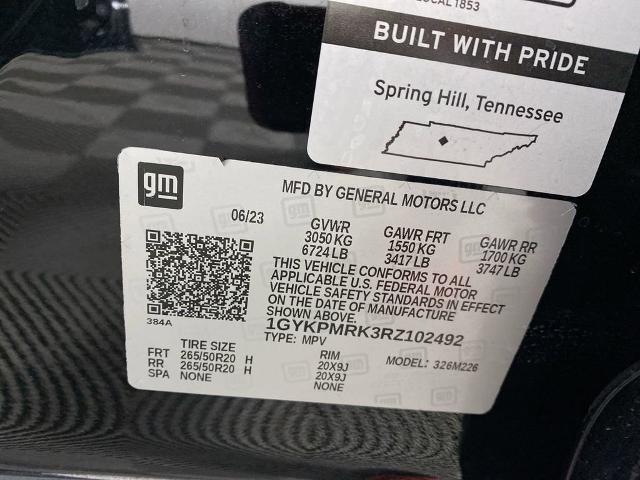 LOCAL 1853
BUILT WITH PRIDE
Spring Hill, Tennessee
gm
MFD BY GENERAL MOTORS LLC
06/23
GVWR GAWR FRT GAWR RR
3050 KG 1550 KG 1700 KG
6724 LB 3417 LB 3747 LB
THIS VEHICLE CONFORMS TO ALL
APPLICABLE U.S. FEDERAL MOTOR
VEHICLE SAFETY STANDARDS IN EFFECT
ON THE DATE OF MANUFACTURE
SHOWN ABOVE.
384A
1GYKPMRK3RZ102492
TYPE: MPV
TIRE SIZE RIM MODEL: 326M226
FRT 265/50R20 H 20X9J
RR 265/50R20 H 20X9J
SPA NONE NONE